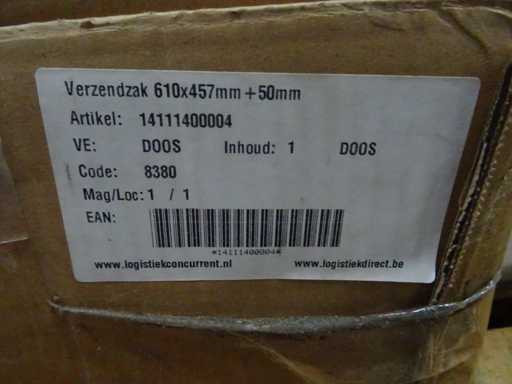 Verzendzak 610x457mm+50mm
Artikel: 14111400004
VE: DOOS Inhoud: 1 DOOS
Code: 8380
Mag/Loc: 1 / 1
EAN:
*14111400004*
www.logistiekconcurrent.nl www.logistiekdirect.be